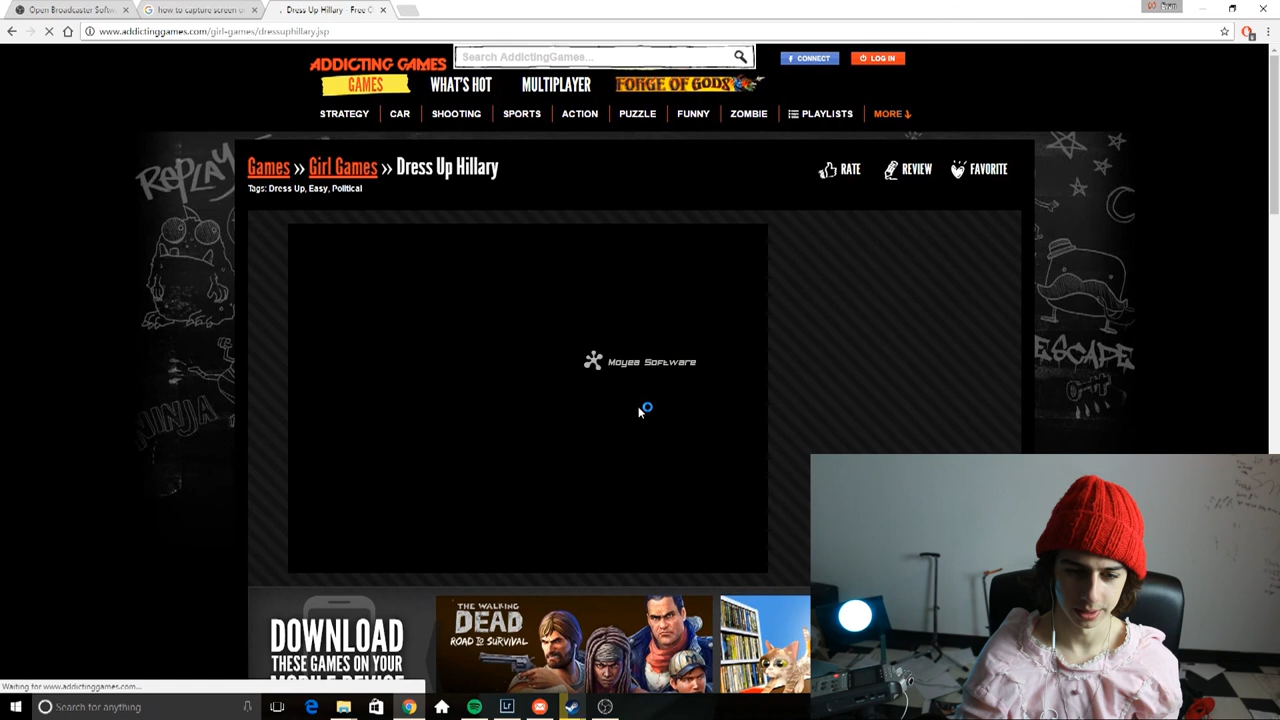 Open Broadcaster Softw
how to capture screen o
Dress Up Hillary - Free O
www.addictinggames.com/girl-games/dressuphillary.jsp
ADDICTING GAMES
Search AddictingGames...
CONNECT
LOG IN
GAMES
WHAT'S HOT
MULTIPLAYER
FORGE OF GODS
STRATEGY
CAR
SHOOTING
SPORTS
ACTION
PUZZLE
FUNNY
ZOMBIE
PLAYLISTS
MORE
Games » Girl Games » Dress Up Hillary
RATE
REVIEW
FAVORITE
Tags: Dress Up, Easy, Political
REPLAY
NINJA
ESCAPE
Moyea Software
DOWNLOAD
THESE GAMES ON YOUR
MOBILE DEVICE
THE WALKING
DEAD
ROAD TO SURVIVAL
Waiting for www.addictinggames.com...
Search for anything
Lr